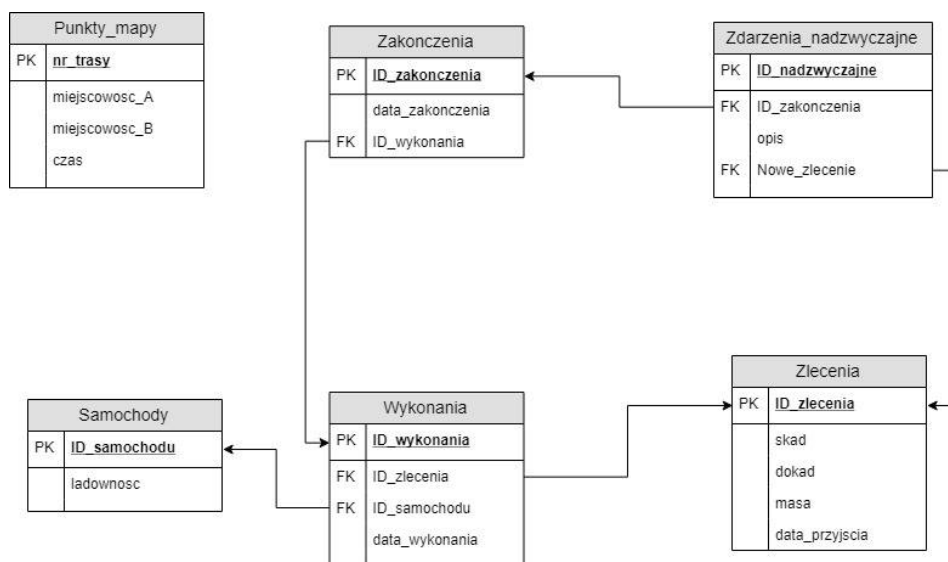 Punkty_mapy
PK nr_trasy
miejscowosc_A
miejscowosc_B
czas
Zakonczenia
PK ID_zakonczenia
data_zakonczenia
FK ID_wykonania
Zdarzenia_nadzwyczajne
PK ID_nadzwyczajne
FK ID_zakonczenia
opis
FK Nowe_zlecenie
Samochody
PK ID_samochodu
ladownosc
Wykonania
PK ID_wykonania
FK ID_zlecenia
FK ID_samochodu
data_wykonania
Zlecenia
PK ID_zlecenia
skad
dokad
masa
data_przyjscia